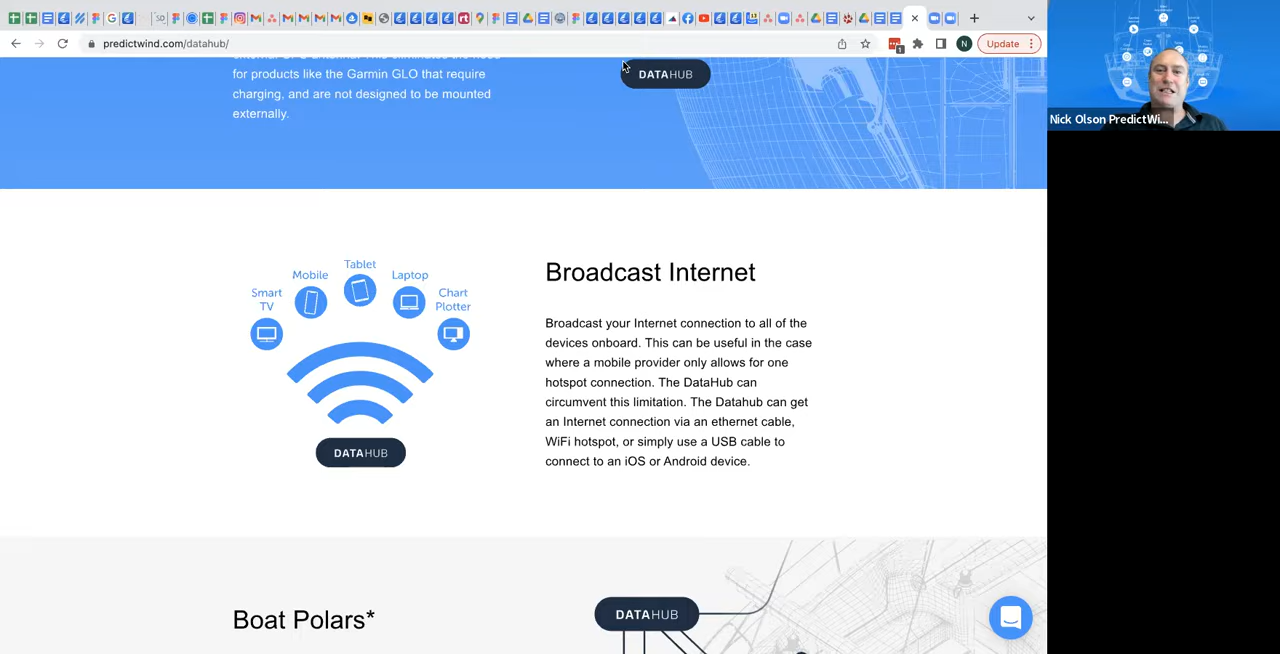 predictwind.com/datahub/
1
N
Update
for products like the Garmin GLO that require
charging, and are not designed to be mounted
externally.
DATAHUB
Nick Olson PredictWi...
Mobile
Tablet
Laptop
Smart
TV
Chart
Plotter
DATAHUB
Broadcast Internet
Broadcast your Internet connection to all of the
devices onboard. This can be useful in the case
where a mobile provider only allows for one
hotspot connection. The DataHub can
circumvent this limitation. The Datahub can get
an Internet connection via an ethernet cable,
WiFi hotspot, or simply use a USB cable to
connect to an iOS or Android device.
Boat Polars*
DATAHUB